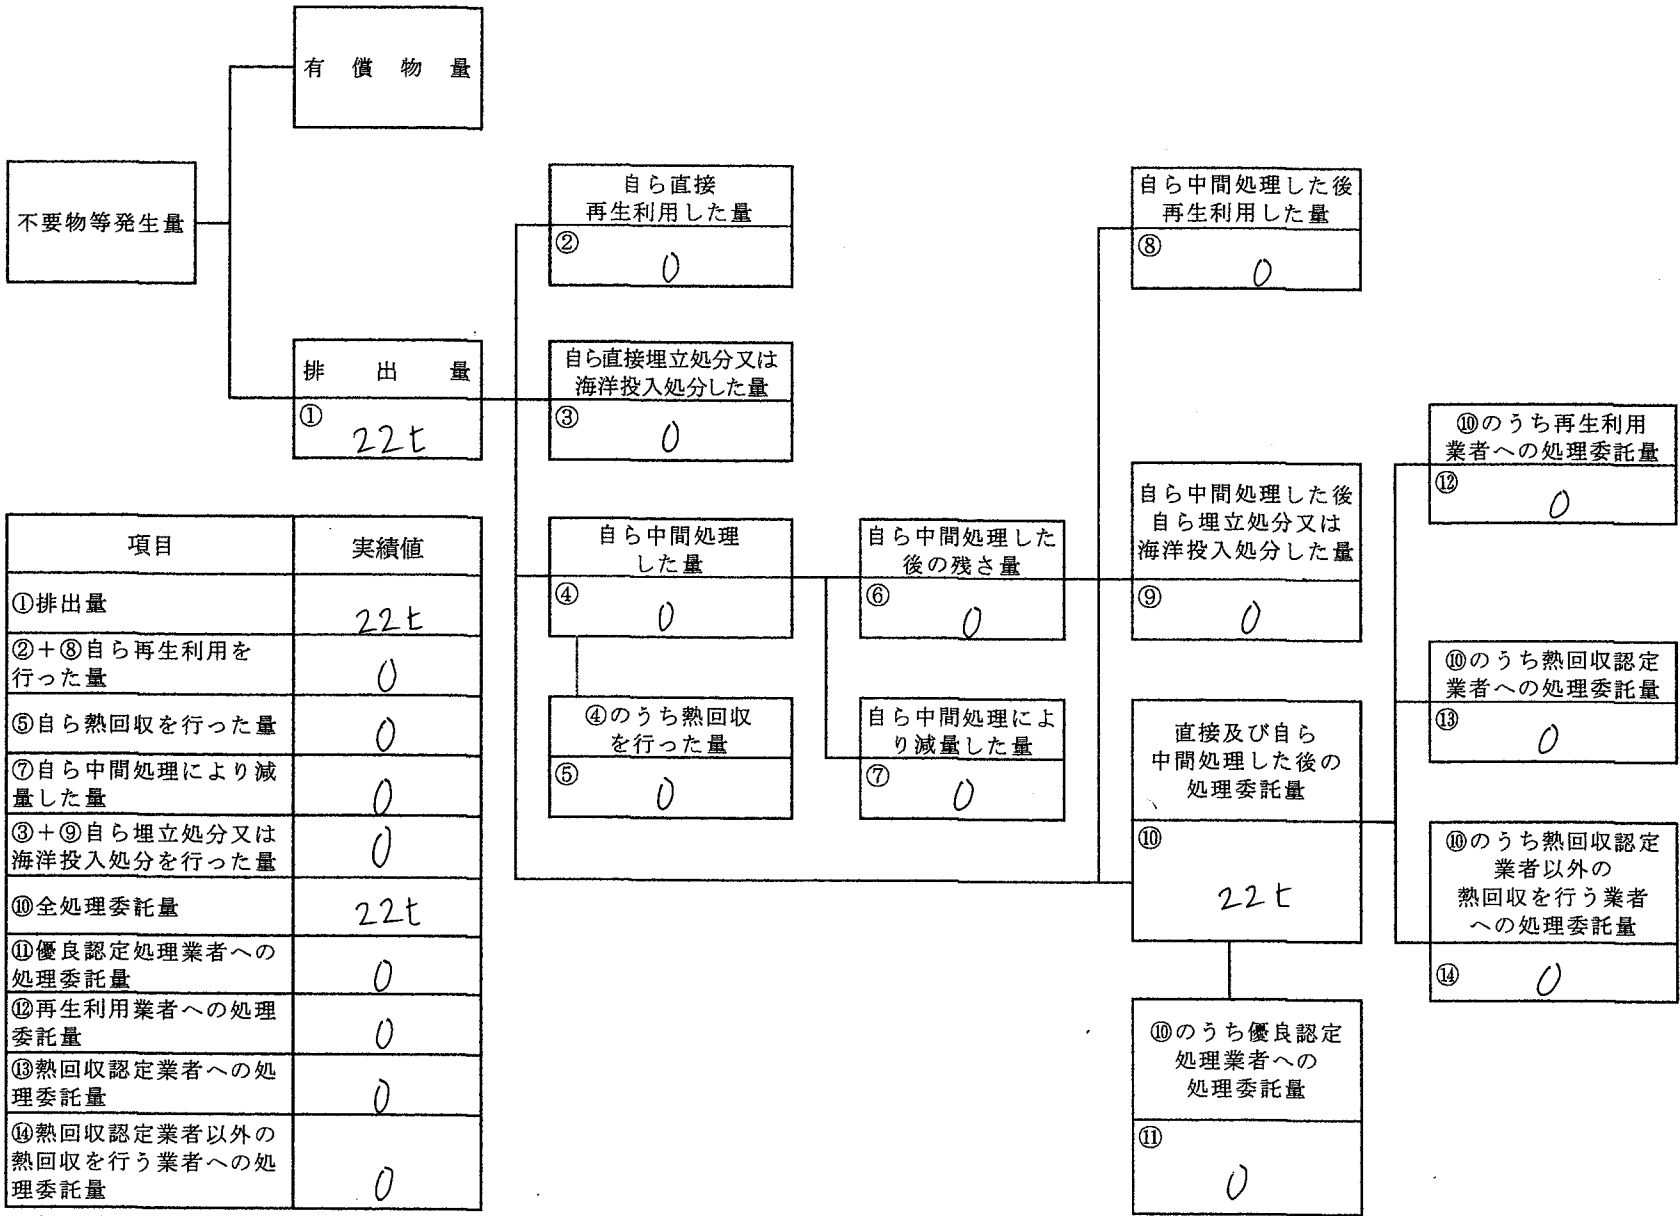 有償物量
不要物等発生量
排出量
①
22t
自ら直接
再生利用した量
②
0
自ら直接埋立処分又は
海洋投入処分した量
③
0
自ら中間処理
した量
④
0
④のうち熱回収
を行った量
⑤
0
自ら中間処理した
後の残さ量
⑥
0
自ら中間処理によ
り減量した量
⑦
0
自ら中間処理した後
再生利用した量
⑧
0
自ら中間処理した後
自ら埋立処分又は
海洋投入処分した量
⑨
0
直接及び自ら
中間処理した後の
処理委託量
⑩
22t
⑩のうち優良認定
処理業者への
処理委託量
⑪
0
⑩のうち再生利用
業者への処理委託量
⑫
0
⑩のうち熱回収認定
業者への処理委託量
⑬
0
⑩のうち熱回収認定
業者以外の
熱回収を行う業者
への処理委託量
⑭
0
項目 実績値
①排出量 22t
②+⑧自ら再生利用を
行った量 0
⑤自ら熱回収を行った量 0
⑦自ら中間処理により減
量した量 0
③+⑨自ら埋立処分又は
海洋投入処分を行った量 0
⑩全処理委託量 22t
⑪優良認定処理業者への
処理委託量 0
⑫再生利用業者への処理
委託量 0
⑬熱回収認定業者への処
理委託量 0
⑭熱回収認定業者以外の
熱回収を行う業者への処
理委託量 0